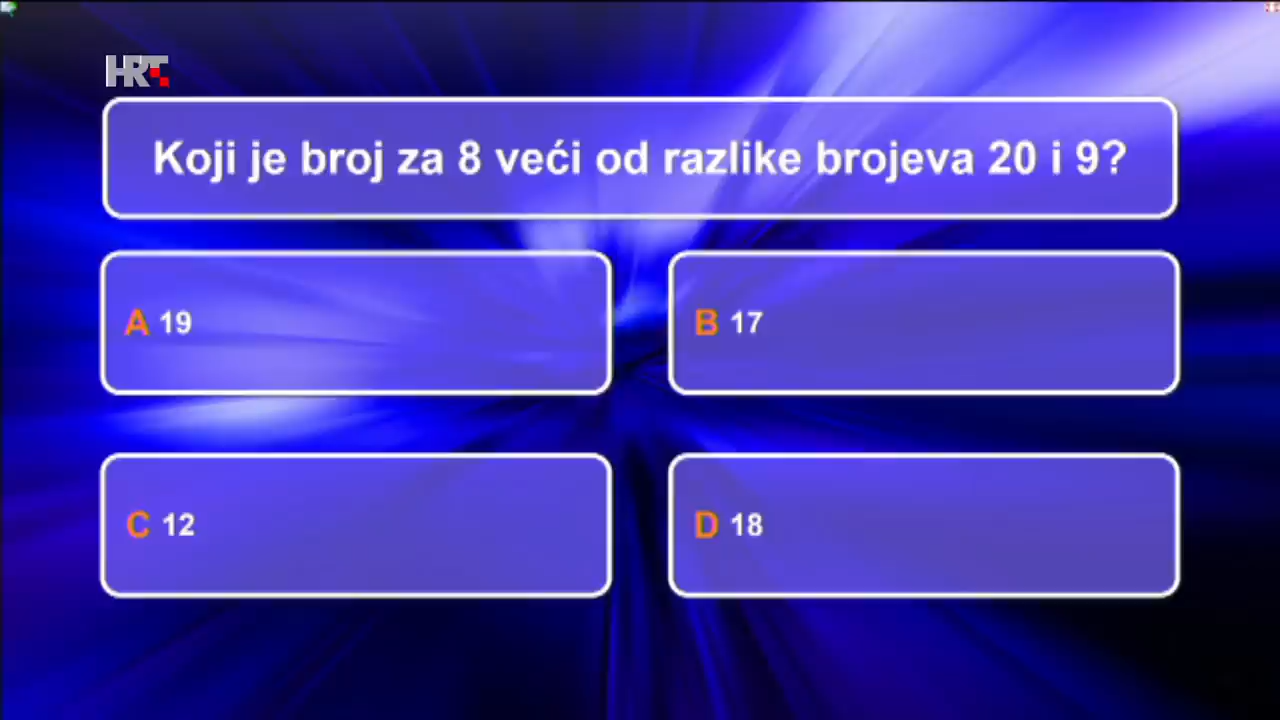 HRT
Koji je broj za 8 veći od razlike brojeva 20 i 9?
A 19
B 17
C 12
D 18